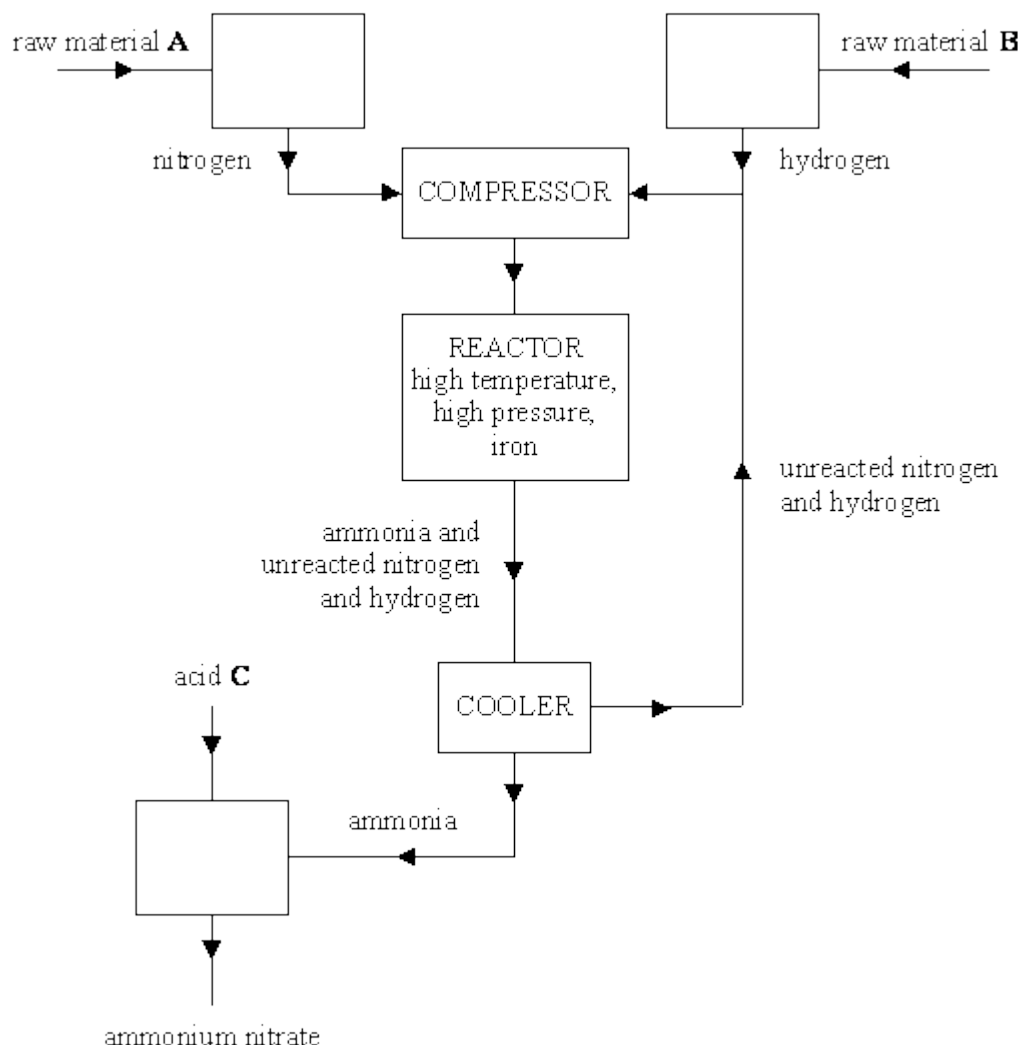 raw material A
raw material B
nitrogen
hydrogen
COMPRESSOR
REACTOR
high temperature,
high pressure,
iron
unreacted nitrogen
and hydrogen
ammonia and
unreacted nitrogen
and hydrogen
acid C
COOLER
ammonia
ammonium nitrate